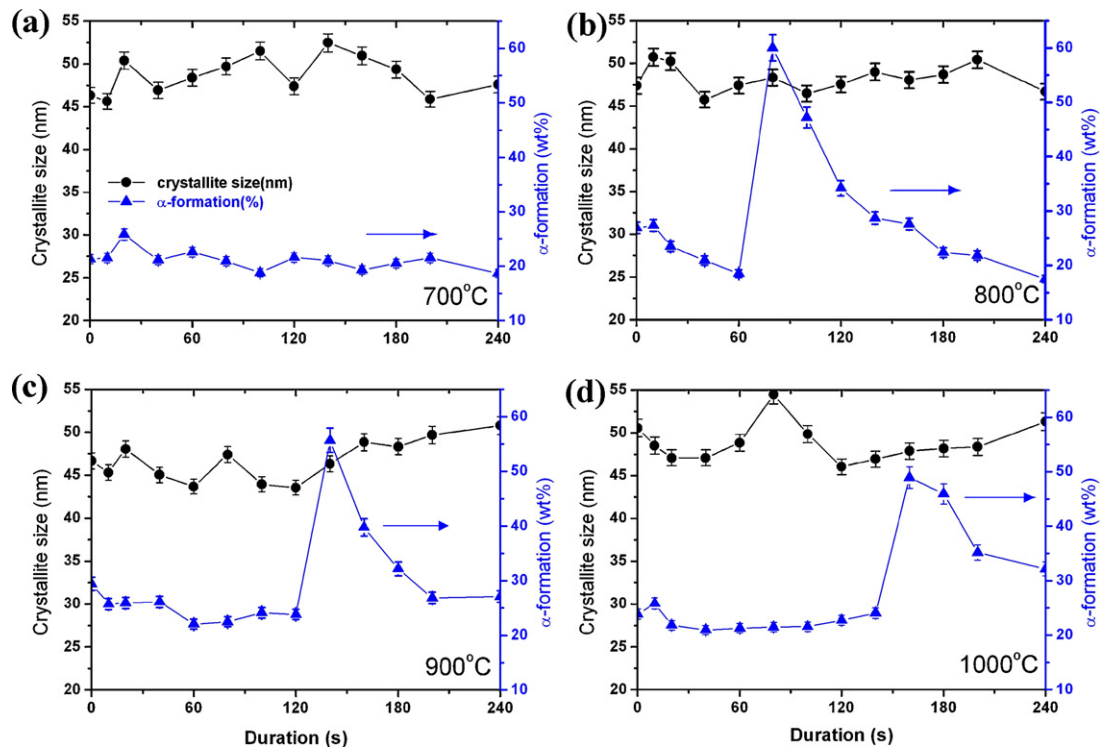 (a)
Crystallite size (nm)
55
50
45
40
35
30
25
20
crystallite size(nm)
α-formation(%)
700°C
60
50
40
30
20
10
α-formation (wt%)
0 60 120 180 240
(b)
Crystallite size (nm)
55
50
45
40
35
30
25
20
800°C
60
50
40
30
20
10
α-formation (wt%)
0 60 120 180 240
(c)
Crystallite size (nm)
55
50
45
40
35
30
25
20
900°C
60
50
40
30
20
10
α-formation (wt%)
0 60 120 180 240
Duration (s)
(d)
Crystallite size (nm)
55
50
45
40
35
30
25
20
1000°C
60
50
40
30
20
10
α-formation (wt%)
0 60 120 180 240
Duration (s)